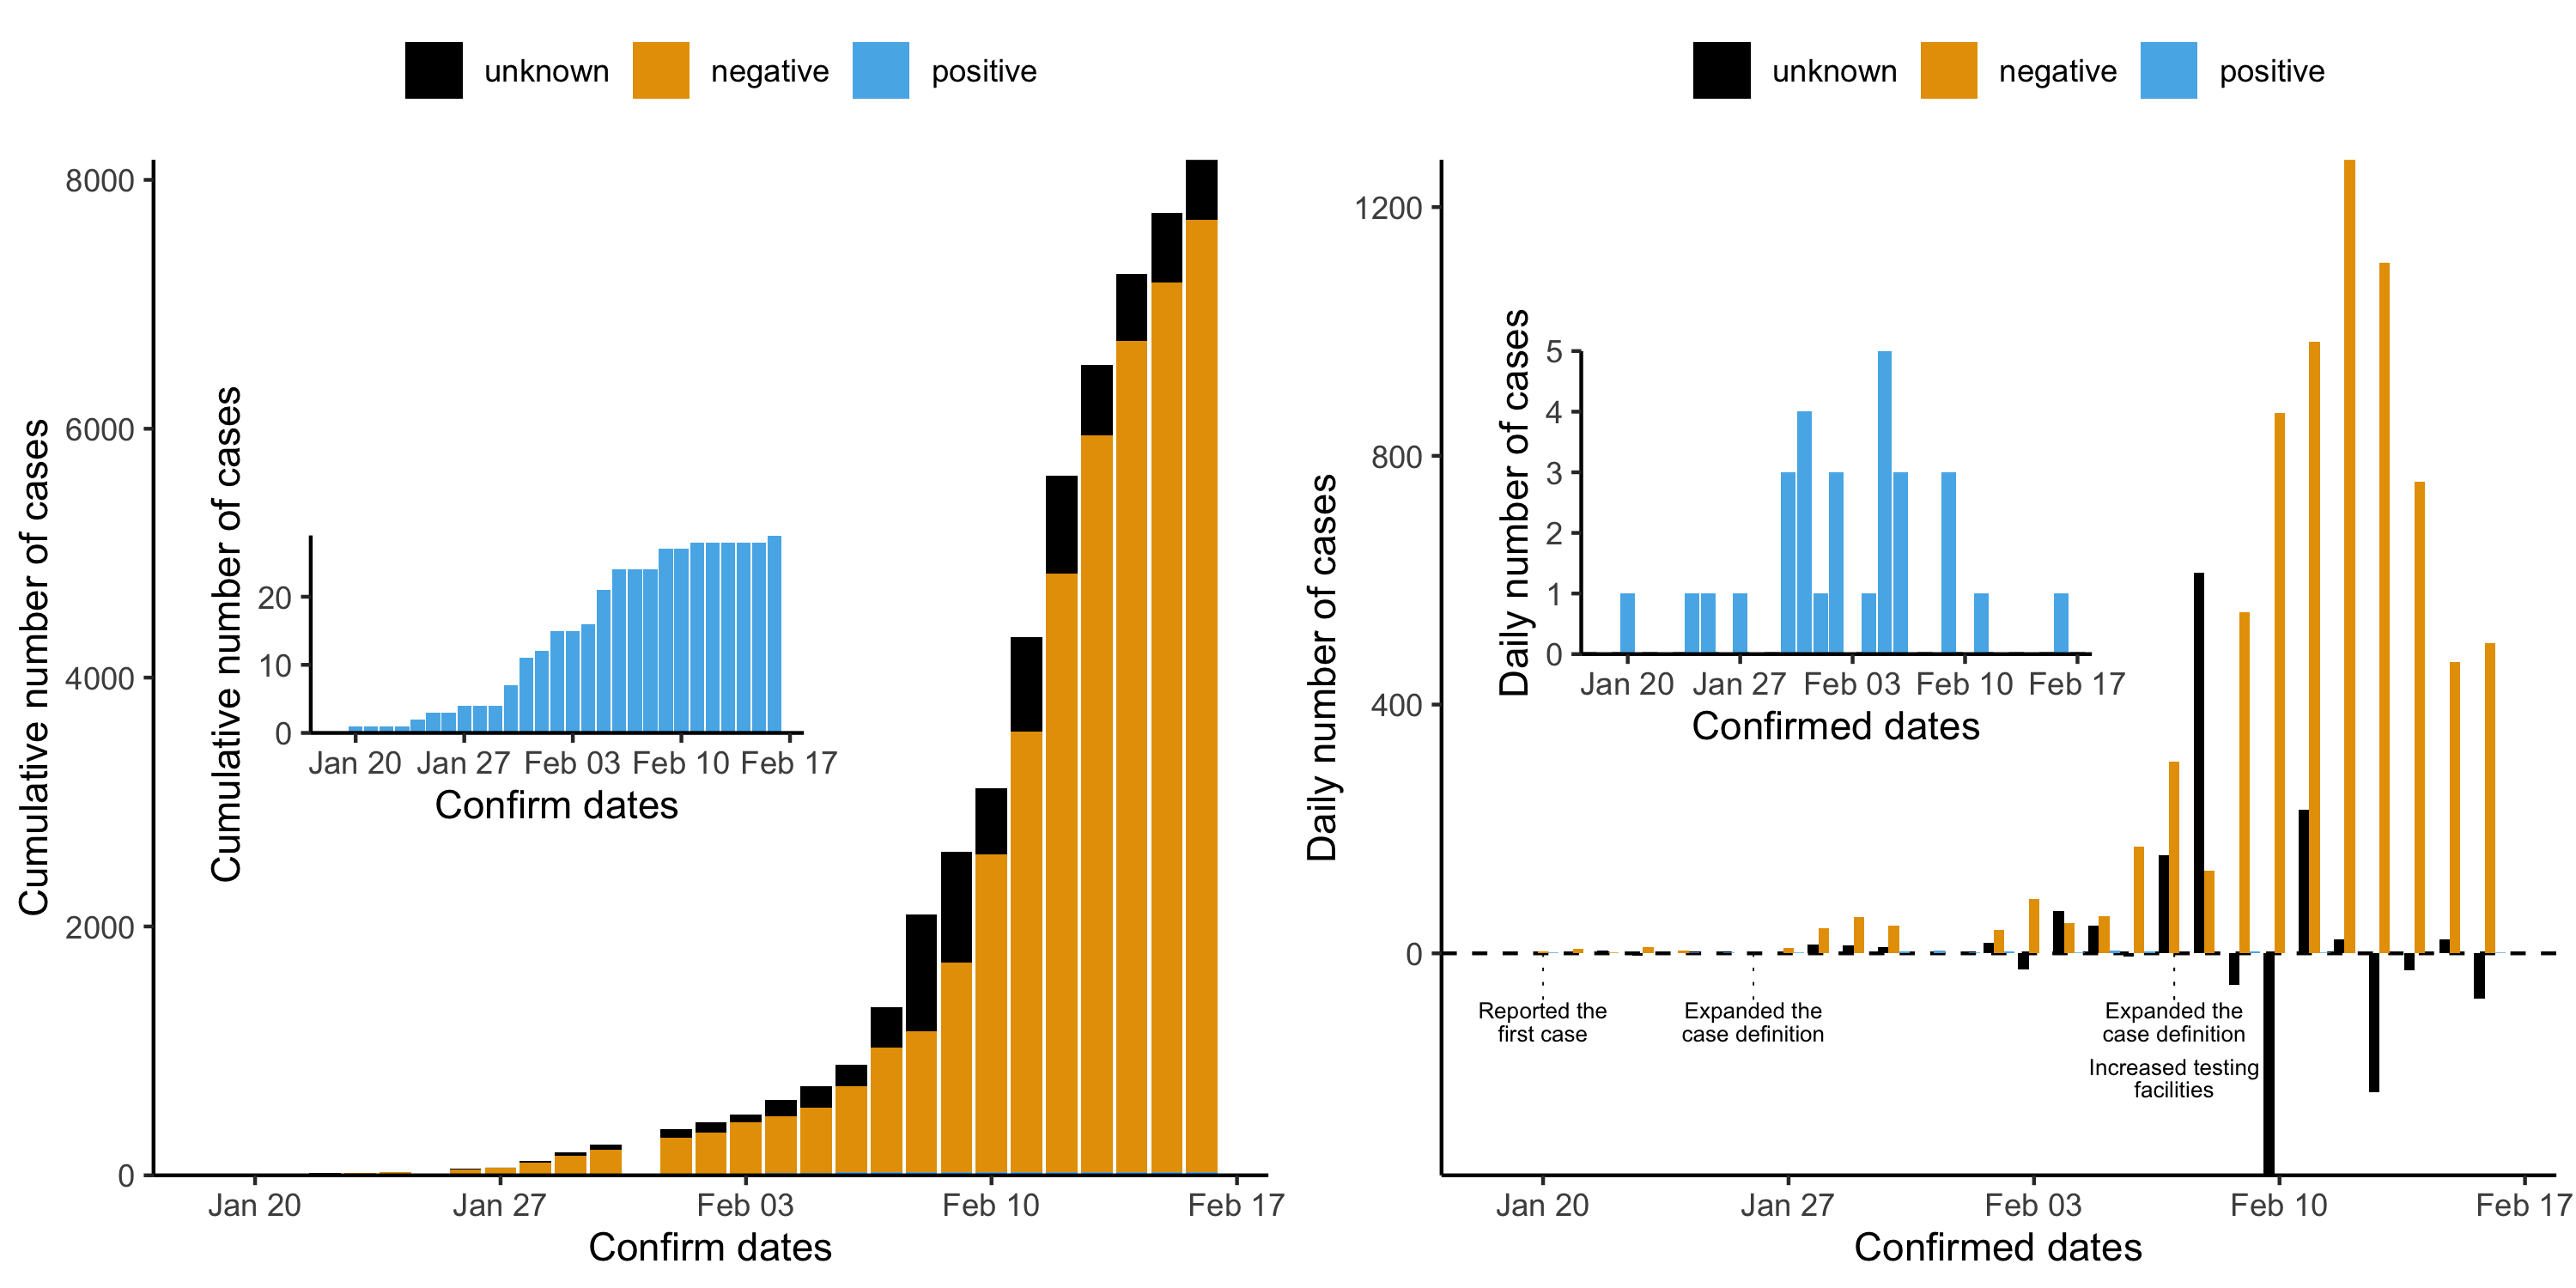 unknown negative positive
8000
6000
4000
2000
0
Cumulative number of cases
Jan 20 Jan 27 Feb 03 Feb 10 Feb 17
Confirm dates
20
10
0
Cumulative number of cases
Jan 20 Jan 27 Feb 03 Feb 10 Feb 17
Confirm dates
unknown negative positive
1200
800
400
0
Daily number of cases
5
4
3
2
1
0
Daily number of cases
Jan 20 Jan 27 Feb 03 Feb 10 Feb 17
Confirmed dates
Reported the
first case
Expanded the
case definition
Expanded the
case definition
Increased testing
facilities
Jan 20 Jan 27 Feb 03 Feb 10 Feb 17
Confirmed dates